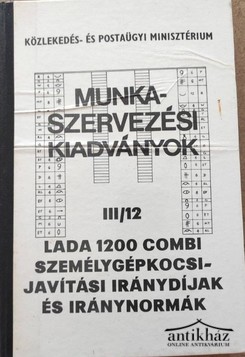 KÖZLEKEDÉS- ÉS POSTAÜGYI MINISZTÉRIUM
MUNKA-
SZERVEZÉSI
KIADVÁNYOK
III/12
LADA 1200 COMBI
SZEMÉLYGÉPKOCSI-
JAVÍTÁSI IRÁNYDÍJAK
ÉS IRÁNYNORMÁK
antikház
ONLINE ANTIKVÁRIUM